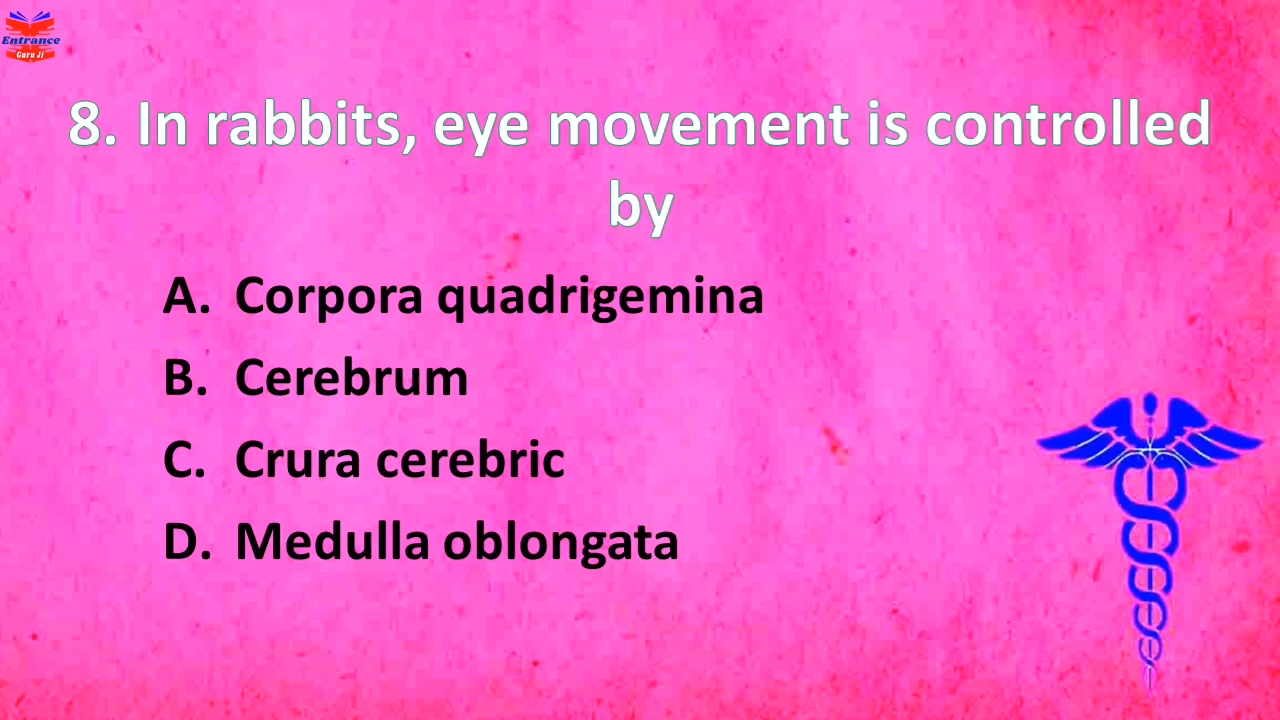 Entrance
Guru Ji
8. In rabbits, eye movement is controlled
by
A. Corpora quadrigemina
B. Cerebrum
C. Crura cerebric
D. Medulla oblongata